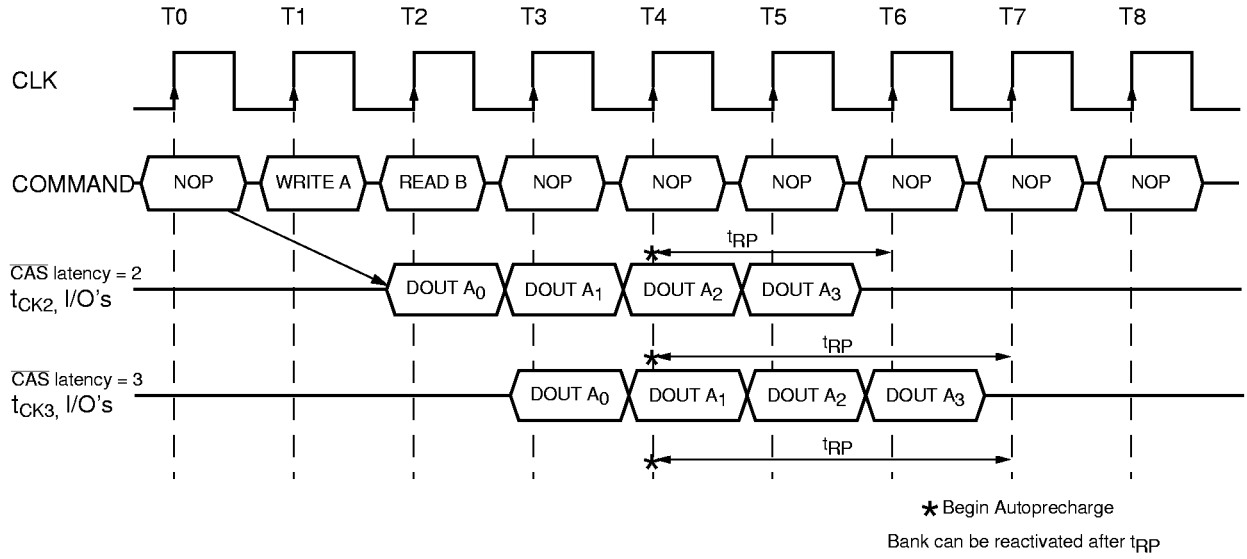 T0 T1 T2 T3 T4 T5 T6 T7 T8
CLK
COMMAND NOP WRITE A READ B NOP NOP NOP NOP NOP NOP
* tRP
CAS latency = 2
tCK2, I/O's DOUT A0 DOUT A1 DOUT A2 DOUT A3
* tRP
CAS latency = 3
tCK3, I/O's DOUT A0 DOUT A1 DOUT A2 DOUT A3
* tRP
* Begin Autoprecharge
Bank can be reactivated after tRP